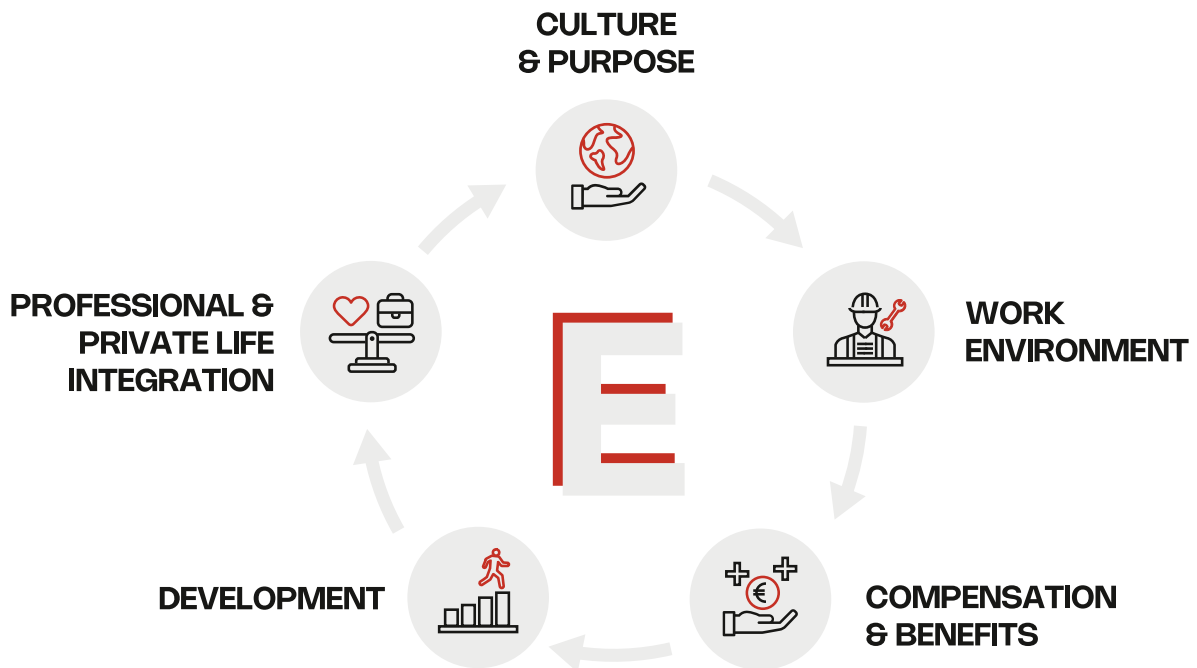 CULTURE
& PURPOSE
WORK
ENVIRONMENT
COMPENSATION
& BENEFITS
€
DEVELOPMENT
PROFESSIONAL &
PRIVATE LIFE
INTEGRATION
E